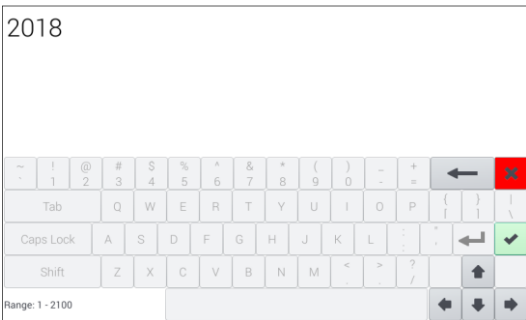 2018
~ ! @ # $ % ^ & * ( ) _ +
` 1 2 3 4 5 6 7 8 9 0 - =
Tab Q W E R T Y U I O P { } |
[ ] \
Caps Lock A S D F G H J K L : "
; '
Shift Z X C V B N M < > ?
, . /
Range: 1 - 2100